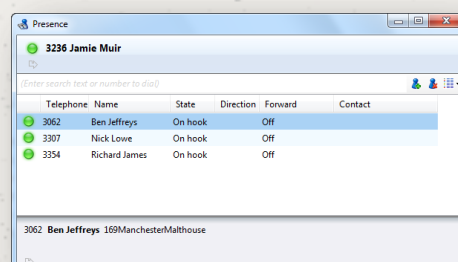 Presence
3236 Jamie Muir
(Enter search text or number to dial)
Telephone Name State Direction Forward Contact
3062 Ben Jeffreys On hook Off
3307 Nick Lowe On hook Off
3354 Richard James On hook Off
3062 Ben Jeffreys 169ManchesterMalthouse